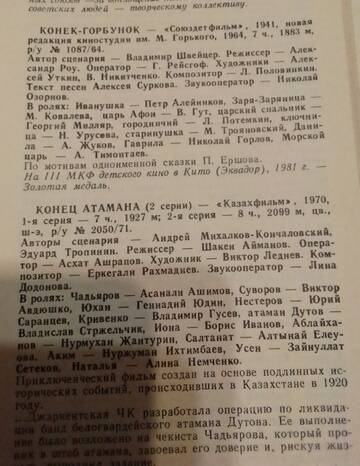 советских людей — творческому коллективу.
КОНЕК-ГОРБУНОК — «Союздетфильм», 1941, новая
редакция киностудии им. М. Горького, 1964, 7 ч., 1883 м,
р/у № 1087/64.
Автор сценария — Владимир Швейцер. Режиссер — Алек-
сандр Роу. Оператор — Г. Рейсгоф. Художники — Алек-
сей Уткин, В. Никитченко. Композитор — Л. Половинкин.
Текст песен Алексея Суркова. Звукооператор — Николай
Озорнов.
В ролях: Иванушка — Петр Алейников, Заря-Заряница —
М. Ковалева, царь Афон — В. Гут, царский спальник —
Георгий Милляр, городничий — Л. Потемкин, ключни-
ца — Н. Урусова, старинушка — М. Трояновский, Дани-
ла — А. Жуков, Гаврила — Николай Горлов, Морской
царь — А. Тимонтаев.
По мотивам одноименной сказки П. Ершова.
На III МКФ детского кино в Кито (Эквадор), 1981 г. —
Золотая медаль.
КОНЕЦ АТАМАНА (2 серии) — «Казахфильм», 1970,
1-я серия — 7 ч., 1927 м; 2-я серия — 8 ч., 2099 м, цв.,
ш-э, р/у № 2050/71.
Авторы сценария — Андрей Михалков-Кончаловский,
Эдуард Тропинин. Режиссер — Шакен Айманов. Опера-
тор — Асхат Ашрапов. Художник — Виктор Леднев. Ком-
позитор — Еркегали Рахмадиев. Звукооператор — Лина
Додонова.
В ролях: Чадьяров — Асанали Ашимов, Суворов — Виктор
Авдюшко, Юхан — Геннадий Юдин, Нестеров — Юрий
Саранцев, Кривенко — Владимир Гусев, атаман Дутов —
Владислав Стржельчик, Иона — Борис Иванов, Аблайха-
нов — Нурмухан Жантурин, Салтанат — Алтынай Елеу-
ова, Аким — Нуржуман Ихтимбаев, Усен — Зайнуллат
Сетеков, Наталья — Алина Немченко.
Приключенческий фильм создан на основе подлинных ис-
торических событий, происходивших в Казахстане в 1920
году.
...Джаркентская ЧК разработала операцию по ликвида-
ции банд белогвардейского атамана Дутова. Ее выполне-
ние было возложено на чекиста Чадьярова, который про-
ник в штаб атамана, завоевал его доверие и, рискуя жиз-